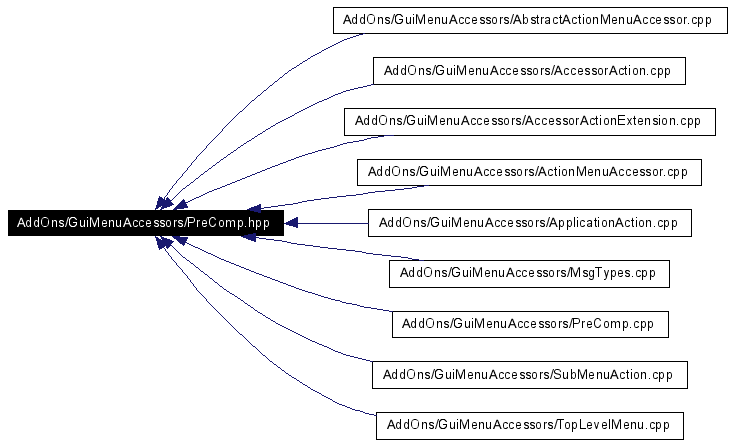 AddOns/GuiMenuAccessors/AbstractActionMenuAccessor.cpp
AddOns/GuiMenuAccessors/AccessorAction.cpp
AddOns/GuiMenuAccessors/AccessorActionExtension.cpp
AddOns/GuiMenuAccessors/ActionMenuAccessor.cpp
AddOns/GuiMenuAccessors/PreComp.hpp
AddOns/GuiMenuAccessors/ApplicationAction.cpp
AddOns/GuiMenuAccessors/MsgTypes.cpp
AddOns/GuiMenuAccessors/PreComp.cpp
AddOns/GuiMenuAccessors/SubMenuAction.cpp
AddOns/GuiMenuAccessors/TopLevelMenu.cpp